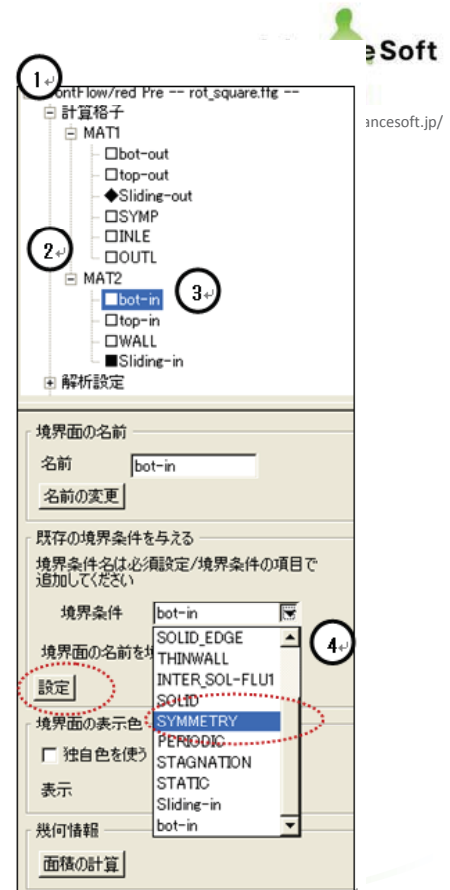 e Soft
ancesoft.jp/
1
ontFlow/red Pre -- rot_square.ffg --
計算格子
MAT1
bot-out
top-out
Sliding-out
SYMP
INLE
OUTL
2
MAT2
3
bot-in
top-in
WALL
Sliding-in
解析設定
境界面の名前
名前 bot-in
名前の変更
既存の境界条件を与える
境界条件名は必須設定/境界条件の項目で
追加してください
境界条件 bot-in
4
境界面の名前を
設定
SOLID_EDGE
THINWALL
INTER_SOL-FLU1
SOLID
SYMMETRY
PERIODIC
STAGNATION
STATIC
Sliding-in
bot-in
境界面の表示色
独自色を使う
表示
幾何情報
面積の計算